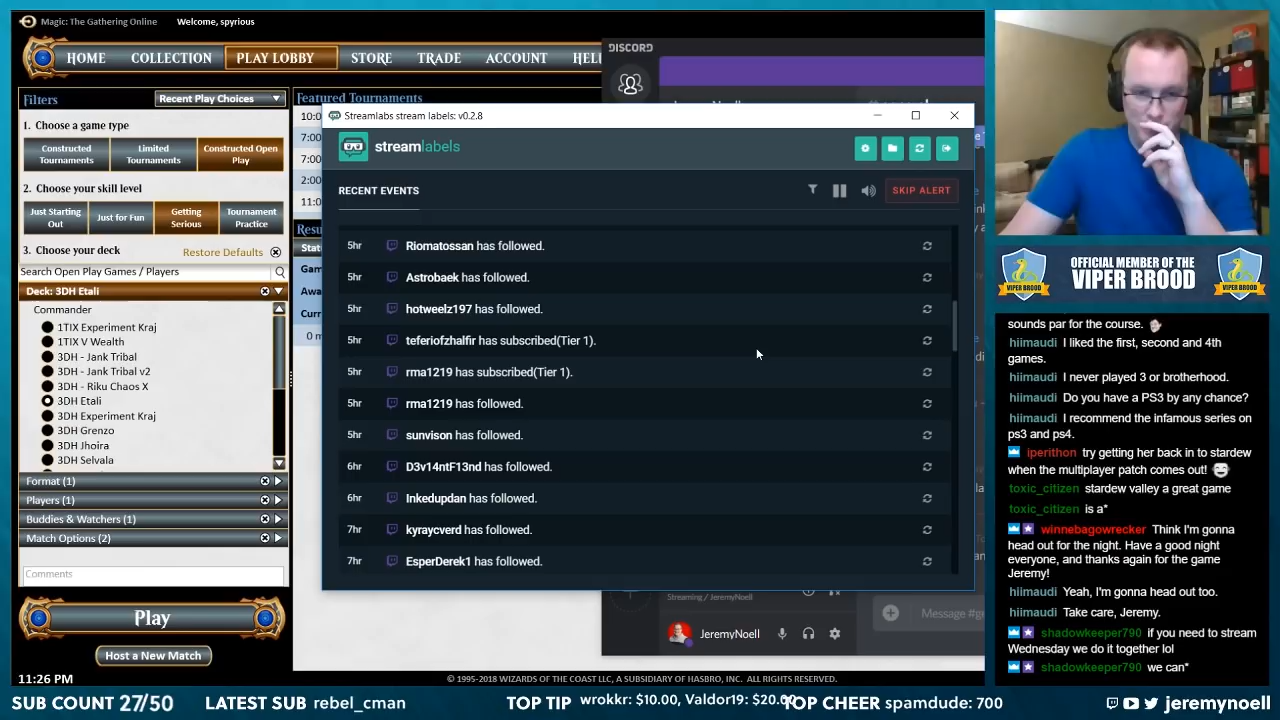 Magic: The Gathering Online
Welcome, spyrious
HOME
COLLECTION
PLAY LOBBY
STORE
TRADE
ACCOUNT
DISCORD
Filters
Recent Play Choices
Featured Tournaments
1. Choose a game type
Constructed Tournaments
Limited Tournaments
Constructed Open Play
2. Choose your skill level
Just Starting Out
Just for Fun
Getting Serious
Tournament Practice
3. Choose your deck
Restore Defaults
Search Open Play Games / Players
Deck: 3DH Etali
Commander
1TIX Experiment Kraj
1TIX V Wealth
3DH - Jank Tribal
3DH - Jank Tribal v2
3DH - Riku Chaos X
3DH Etali
3DH Experiment Kraj
3DH Grenzo
3DH Jhoira
3DH Selvala
Format (1)
Players (1)
Buddies & Watchers (1)
Match Options (2)
Comments
Play
Host a New Match
11:26 PM
Streamlabs stream labels: v0.2.8
streamlabels
RECENT EVENTS
SKIP ALERT
5hr Riomatossan has followed.
5hr Astrobaek has followed.
5hr hotweelz197 has followed.
5hr teferiofzhalfir has subscribed(Tier 1).
5hr rma1219 has subscribed(Tier 1).
5hr rma1219 has followed.
5hr sunvison has followed.
6hr D3v14ntF13nd has followed.
6hr Inkedupdan has followed.
7hr kyraycverd has followed.
7hr EsperDerek1 has followed.
Streaming / JeremyNoell
JeremyNoell
© 1995-2018 WIZARDS OF THE COAST LLC, A SUBSIDIARY OF HASBRO, INC. ALL RIGHTS RESERVED.
OFFICIAL MEMBER OF THE
VIPER BROOD
sounds par for the course.
hiimaudi I liked the first, second and 4th
games.
hiimaudi I never played 3 or brotherhood.
hiimaudi Do you have a PS3 by any chance?
hiimaudi I recommend the infamous series on
ps3 and ps4.
iperithon try getting her back in to stardew
when the multiplayer patch comes out!
toxic_citizen stardew valley a great game
toxic_citizen is a*
winnebagowrecker Think I'm gonna
head out for the night. Have a good night
everyone, and thanks again for the game
Jeremy!
hiimaudi Yeah, I'm gonna head out too.
hiimaudi Take care, Jeremy.
shadowkeeper790 if you need to stream
Wednesday we do it together lol
shadowkeeper790 we can*
SUB COUNT 27/50
LATEST SUB rebel_cman
TOP TIP wrokkr: $10.00, Valdor19: $20.00
TOP CHEER spamdude: 700
jeremynoell